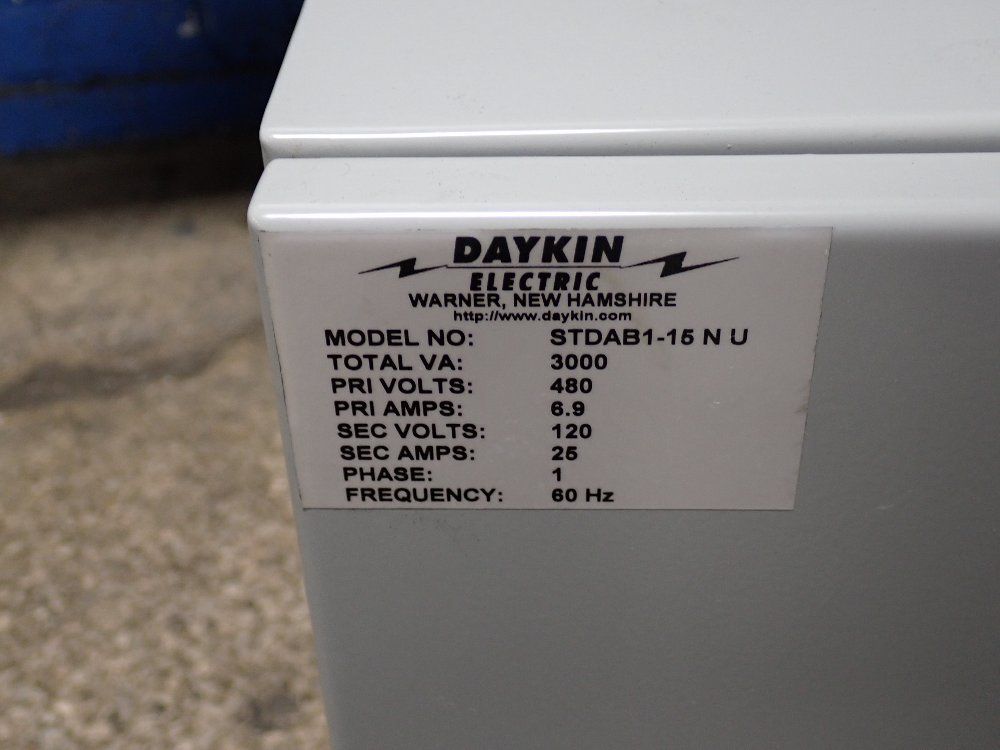 DAYKIN
ELECTRIC
WARNER, NEW HAMSHIRE
http://www.daykin.com
MODEL NO: STDAB1-15 N U
TOTAL VA: 3000
PRI VOLTS: 480
PRI AMPS: 6.9
SEC VOLTS: 120
SEC AMPS: 25
PHASE: 1
FREQUENCY: 60 Hz